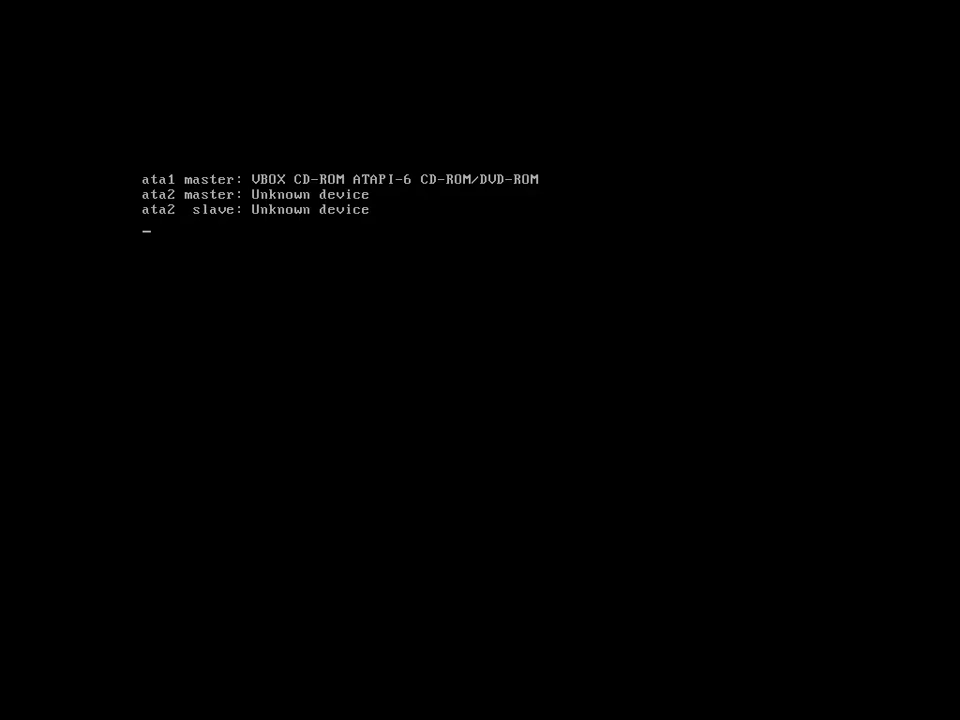 ata1 master: VBOX CD-ROM ATAPI-6 CD-ROM/DVD-ROM
ata2 master: Unknown device
ata2  slave: Unknown device
_